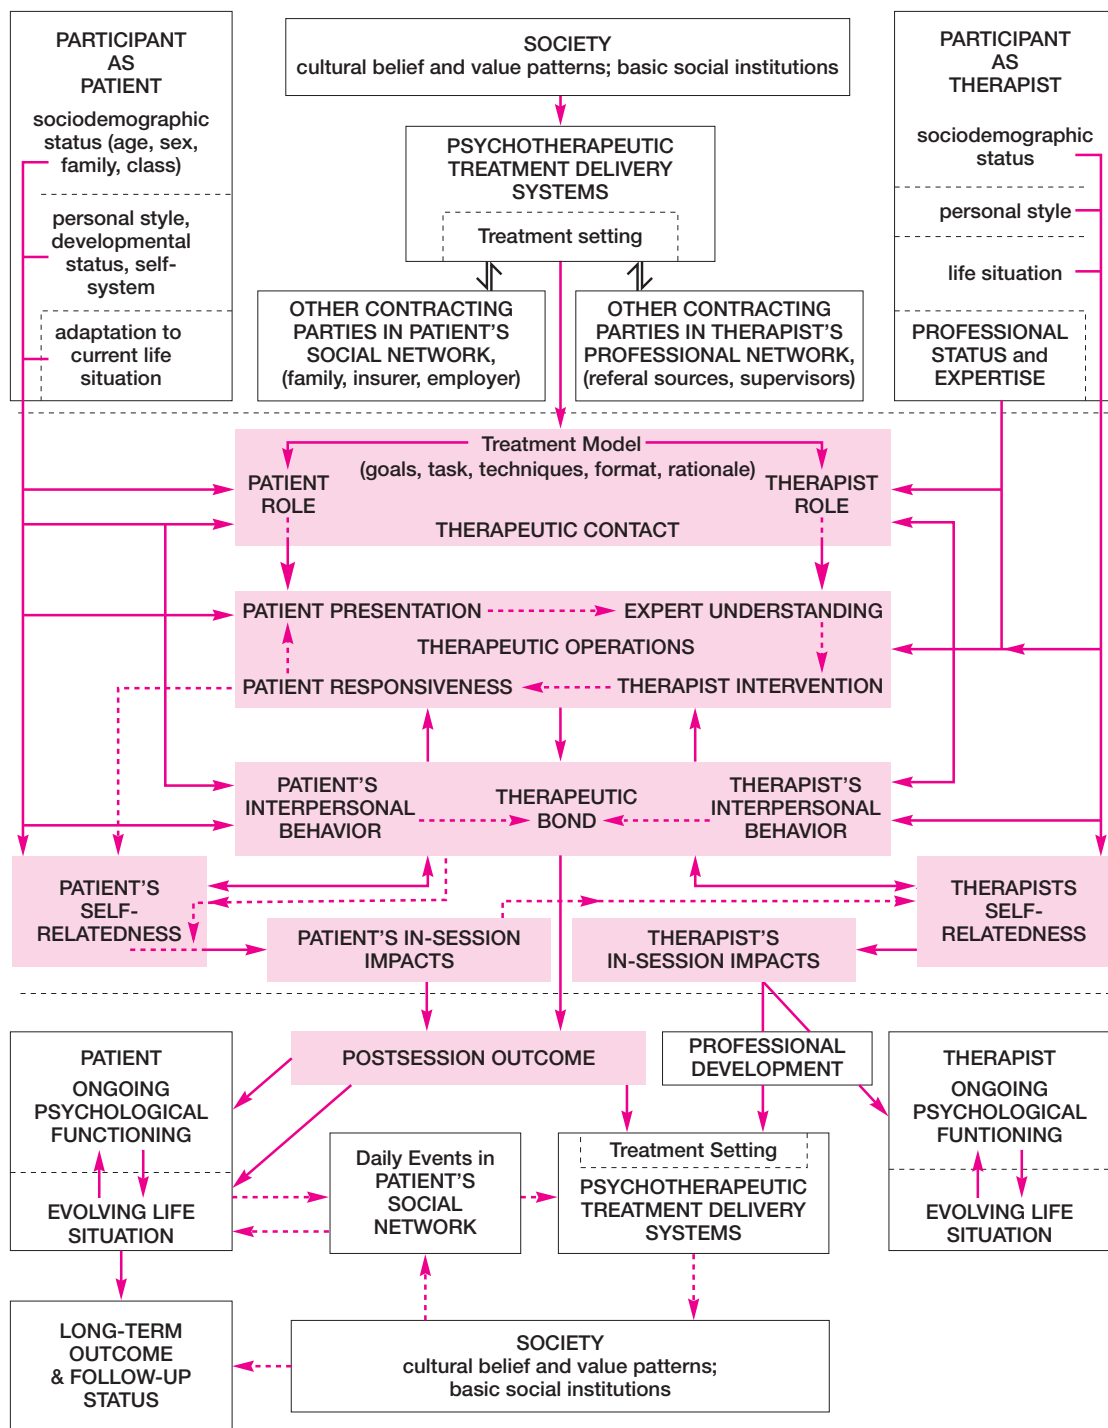 PARTICIPANT
AS
PATIENT
sociodemographic
status (age, sex,
family, class)
personal style,
developmental
status, self-
system
adaptation to
current life
situation
SOCIETY
cultural belief and value patterns; basic social institutions
PSYCHOTHERAPEUTIC
TREATMENT DELIVERY
SYSTEMS
Treatment setting
OTHER CONTRACTING
PARTIES IN PATIENT'S
SOCIAL NETWORK,
(family, insurer, employer)
OTHER CONTRACTING
PARTIES IN THERAPIST'S
PROFESSIONAL NETWORK,
(referal sources, supervisors)
PARTICIPANT
AS
THERAPIST
sociodemographic
status
personal style
life situation
PROFESSIONAL
STATUS and
EXPERTISE
Treatment Model
(goals, task, techniques, format, rationale)
PATIENT
ROLE
THERAPIST
ROLE
THERAPEUTIC CONTACT
PATIENT PRESENTATION
EXPERT UNDERSTANDING
THERAPEUTIC OPERATIONS
PATIENT RESPONSIVENESS
THERAPIST INTERVENTION
PATIENT'S
INTERPERSONAL
BEHAVIOR
THERAPEUTIC
BOND
THERAPIST'S
INTERPERSONAL
BEHAVIOR
PATIENT'S
SELF-
RELATEDNESS
PATIENT'S IN-SESSION
IMPACTS
THERAPIST'S
IN-SESSION IMPACTS
THERAPISTS
SELF-
RELATEDNESS
PATIENT
ONGOING
PSYCHOLOGICAL
FUNCTIONING
EVOLVING LIFE
SITUATION
POSTSESSION OUTCOME
PROFESSIONAL
DEVELOPMENT
THERAPIST
ONGOING
PSYCHOLOGICAL
FUNTIONING
EVOLVING LIFE
SITUATION
Daily Events in
PATIENT'S
SOCIAL
NETWORK
Treatment Setting
PSYCHOTHERAPEUTIC
TREATMENT DELIVERY
SYSTEMS
LONG-TERM
OUTCOME
& FOLLOW-UP
STATUS
SOCIETY
cultural belief and value patterns;
basic social institutions